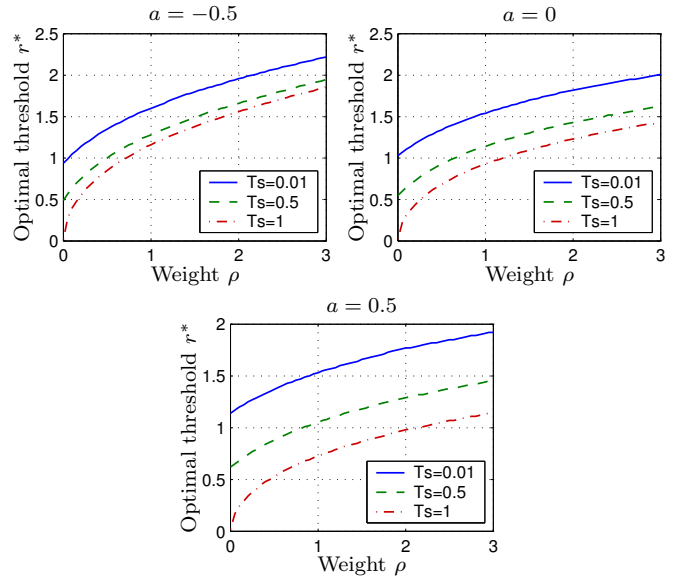 a = −0.5
Optimal threshold r*
2.5
2
1.5
1
0.5
0
Ts=0.01
Ts=0.5
Ts=1
0 1 2 3
Weight ρ
a = 0
Optimal threshold r*
2.5
2
1.5
1
0.5
0
Ts=0.01
Ts=0.5
Ts=1
0 1 2 3
Weight ρ
a = 0.5
Optimal threshold r*
2
1.5
1
0.5
0
Ts=0.01
Ts=0.5
Ts=1
0 1 2 3
Weight ρ